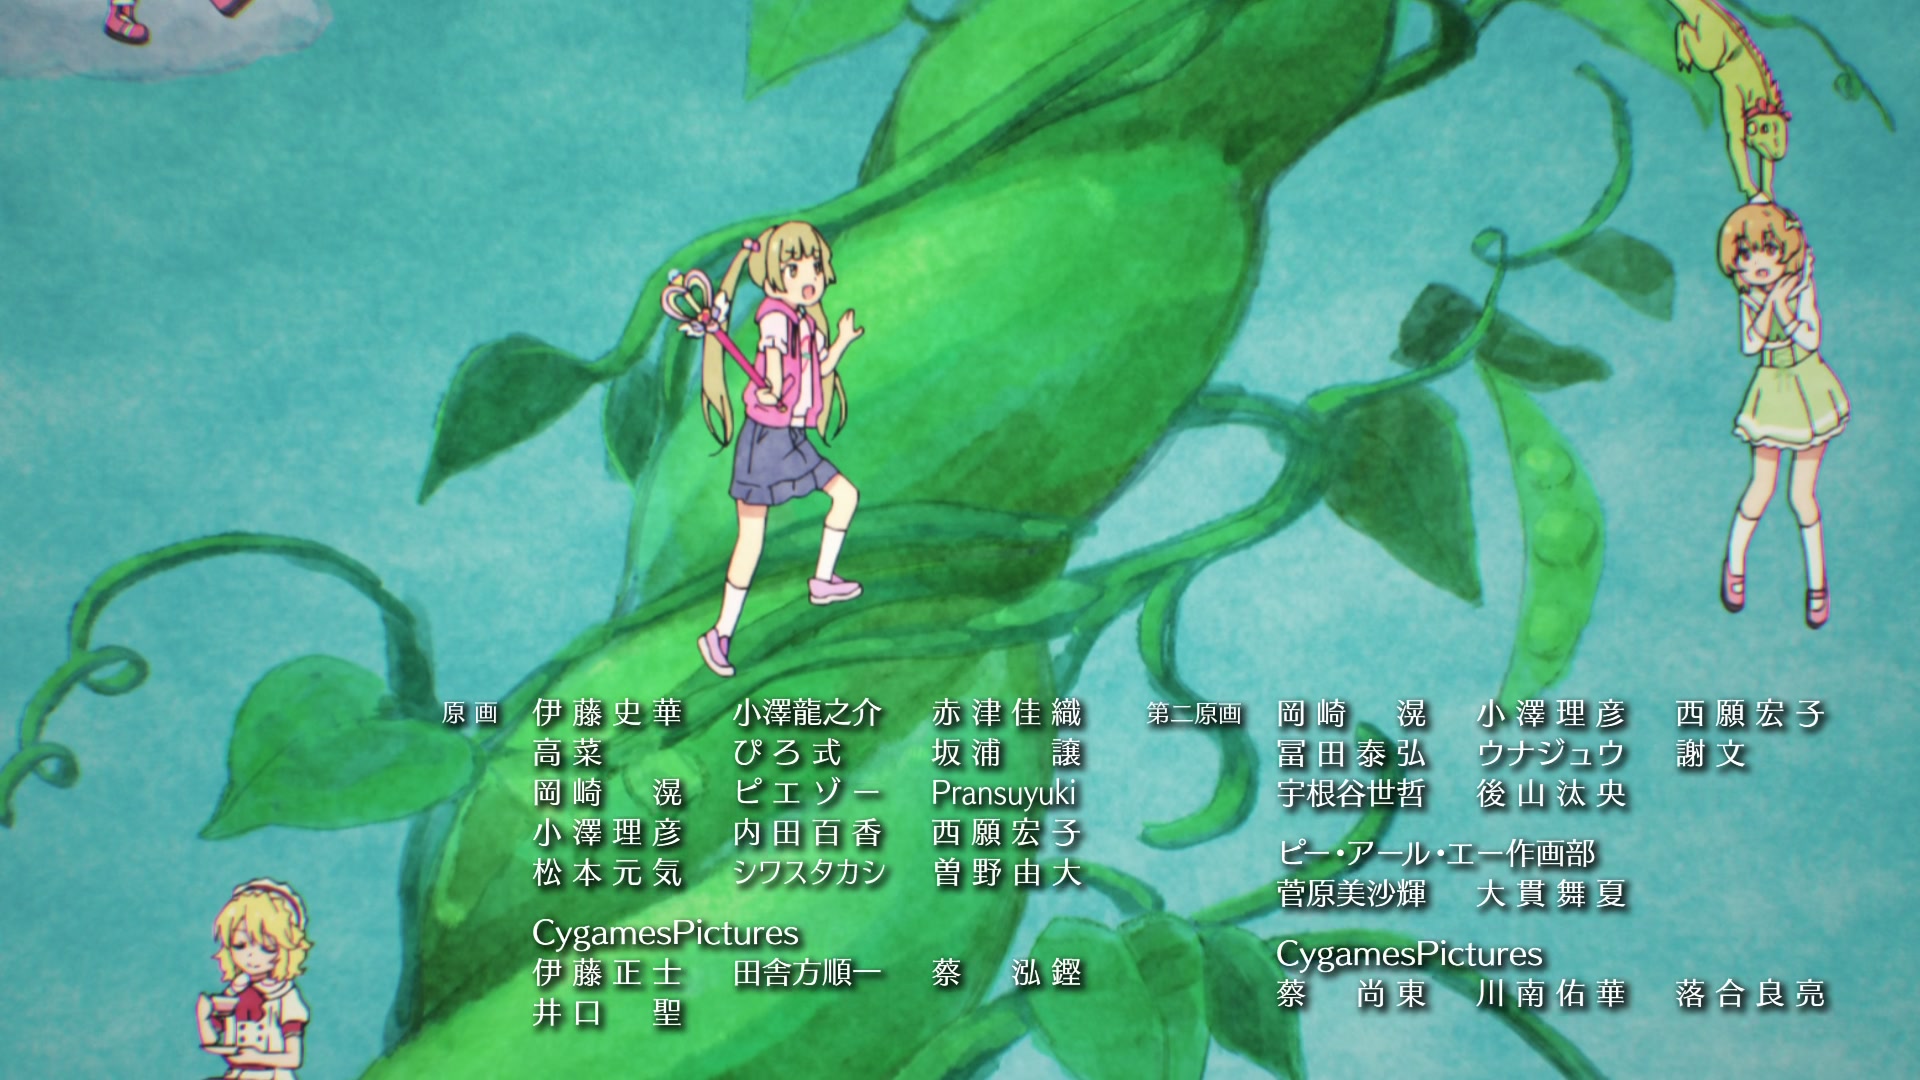 原画
伊藤史華 小澤龍之介 赤津佳織
高菜 ぴろ式 坂浦 譲
岡崎 滉 ピエゾー Pransuyuki
小澤理彦 内田百香 西願宏子
松本元気 シワスタカシ 曽野由大
CygamesPictures
伊藤正士 田舎方順一 蔡 泓鏗
井口 聖
第二原画
岡崎 滉 小澤理彦 西願宏子
冨田泰弘 ウナジュウ 謝文
宇根谷世哲 後山汰央
ピー・アール・エー作画部
菅原美沙輝 大貫舞夏
CygamesPictures
蔡 尚東 川南佑華 落合良亮